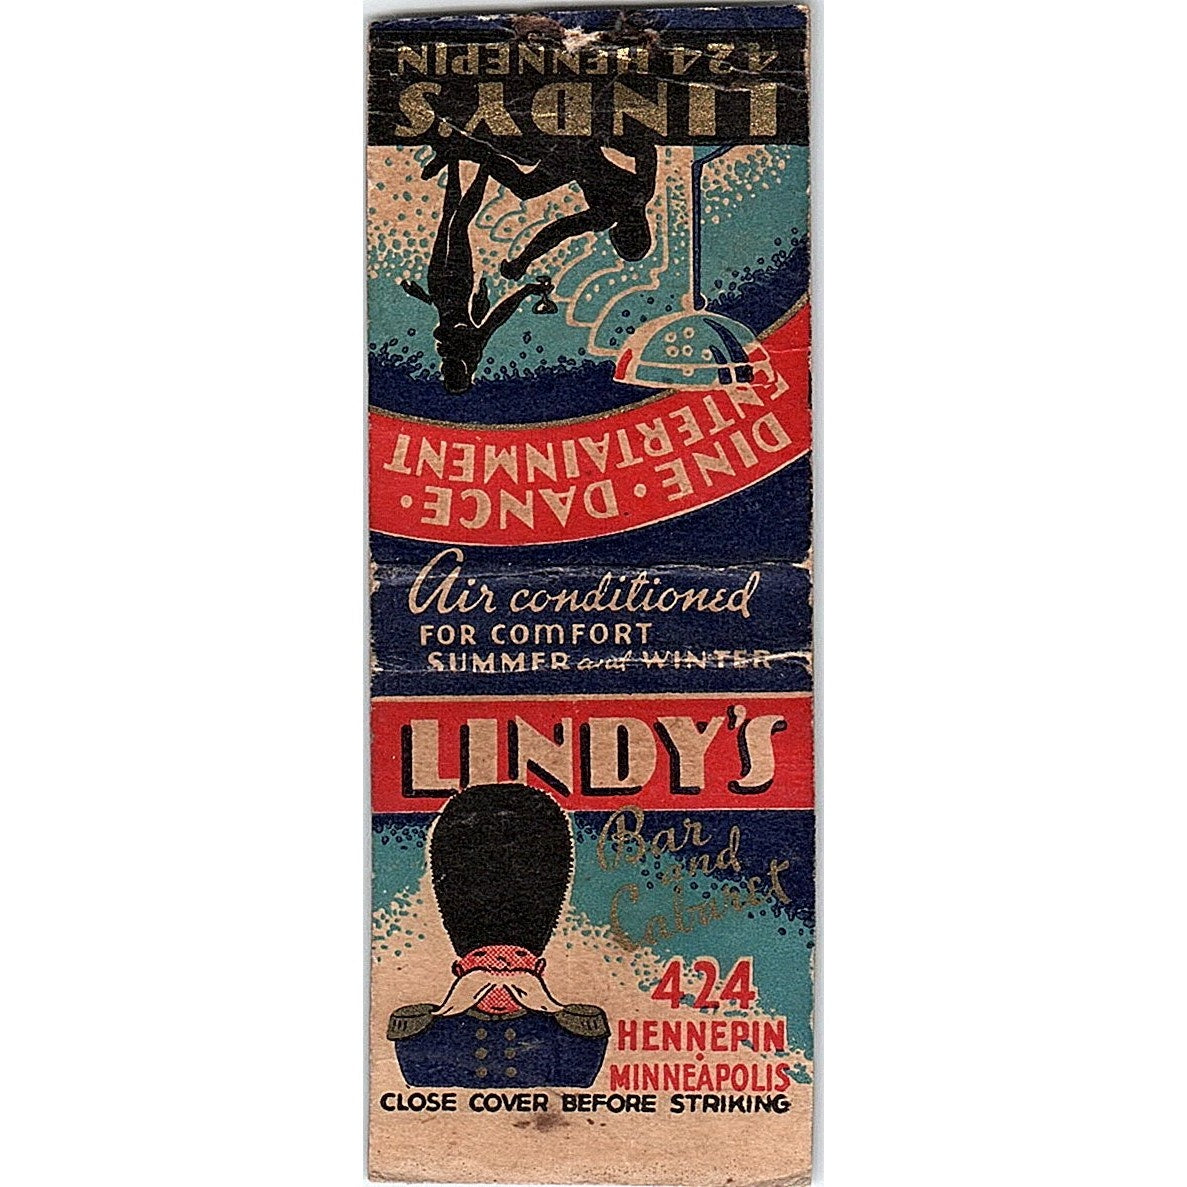 424 HENNEPIN
LINDY'S
DINE · DANCE ·
ENTERTAINMENT
Air conditioned
FOR COMFORT
SUMMER and WINTER
LINDY'S
Bar
and
Cabaret
424
HENNEPIN
MINNEAPOLIS
CLOSE COVER BEFORE STRIKING